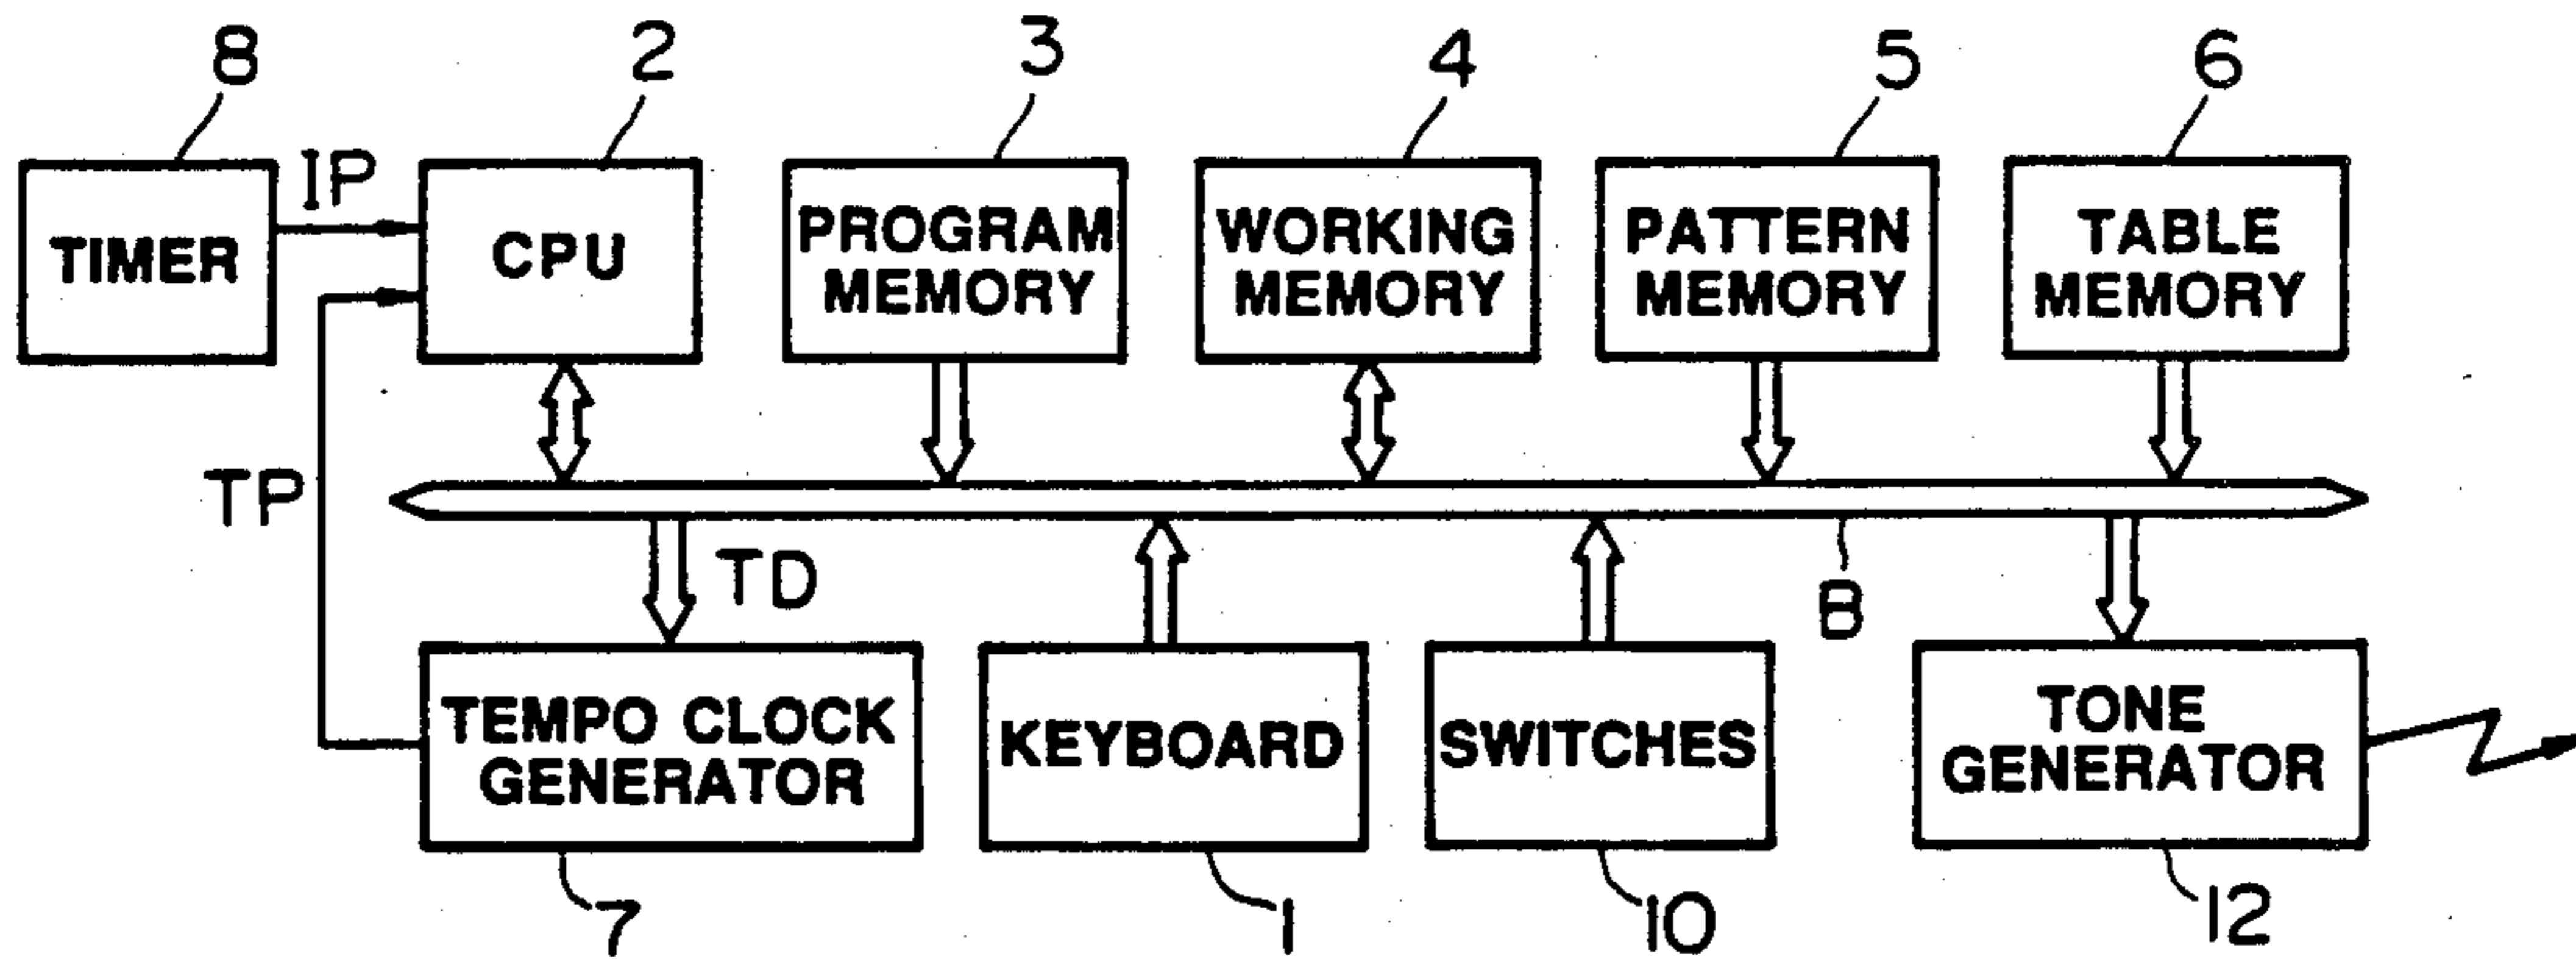 8
2
3
4
5
6
IP
TIMER
CPU
PROGRAM
MEMORY
WORKING
MEMORY
PATTERN
MEMORY
TABLE
MEMORY
TP
TD
B
TEMPO CLOCK
GENERATOR
KEYBOARD
SWITCHES
TONE
GENERATOR
7
1
10
12